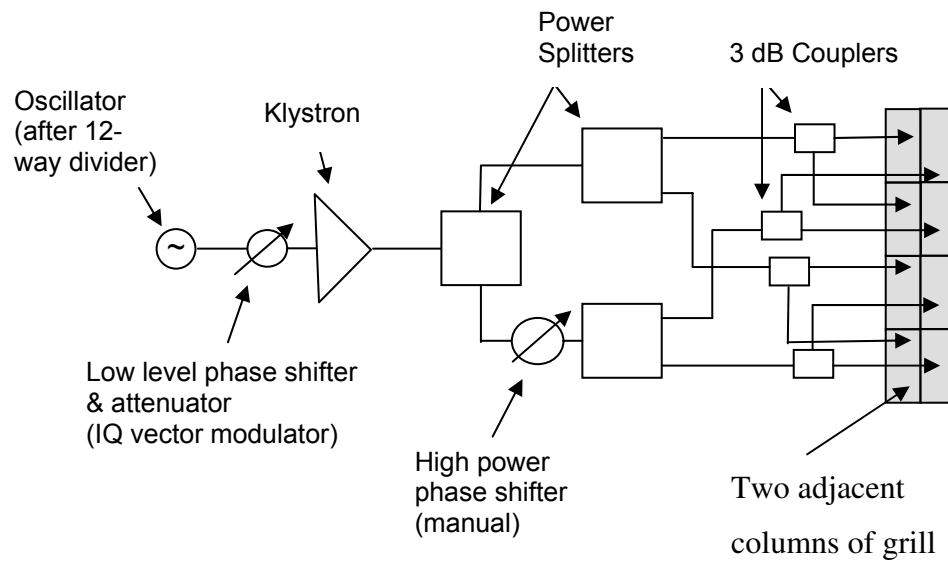 Power
Splitters
3 dB Couplers
Oscillator
(after 12-
way divider)
Klystron
~
Low level phase shifter
& attenuator
(IQ vector modulator)
High power
phase shifter
(manual)
Two adjacent
columns of grill